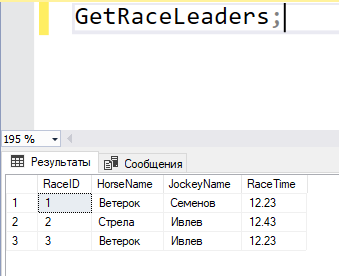 GetRaceLeaders;
195 %
Результаты Сообщения
RaceID HorseName JockeyName RaceTime
1 1 Ветерок Семенов 12.23
2 2 Стрела Ивлев 12.43
3 3 Ветерок Ивлев 12.23